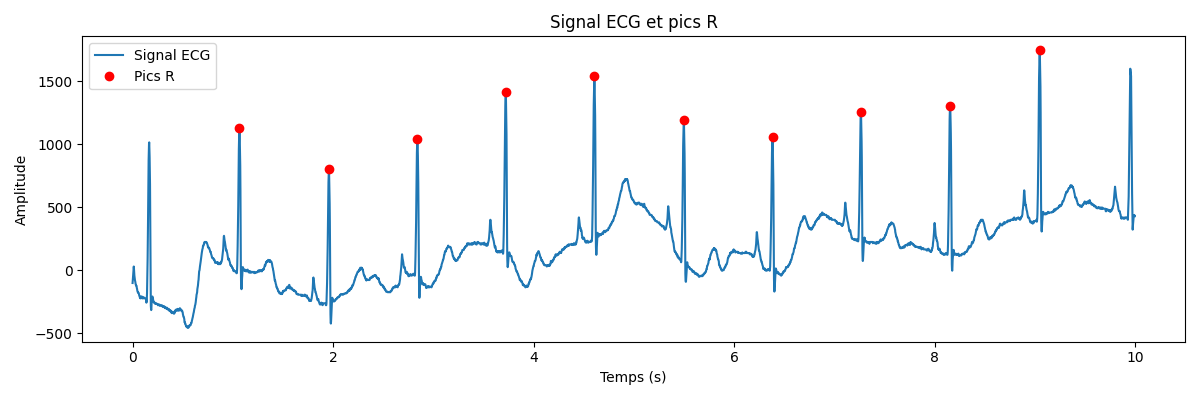 Signal ECG et pics R
Signal ECG
Pics R
1500
1000
500
0
−500
Amplitude
0 2 4 6 8 10
Temps (s)